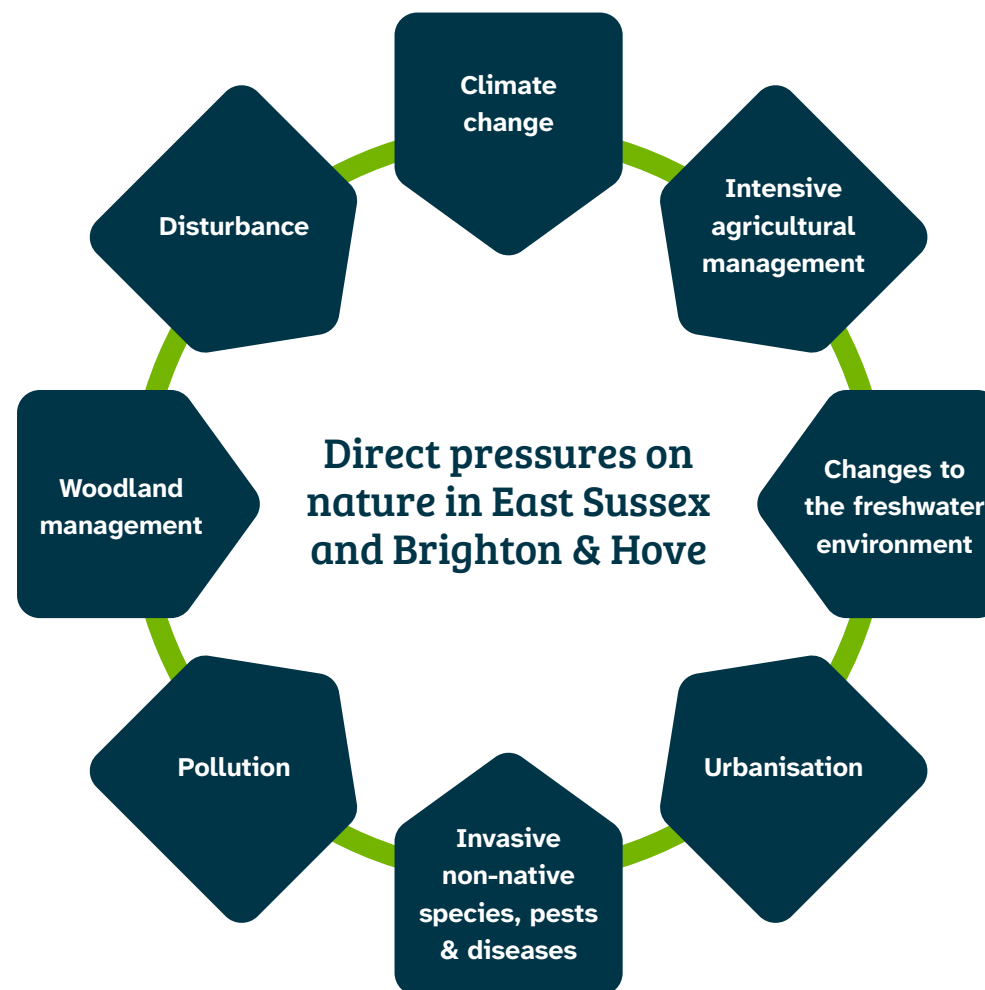 Climate
change
Intensive
agricultural
management
Changes to
the freshwater
environment
Urbanisation
Invasive
non-native
species, pests
& diseases
Pollution
Woodland
management
Disturbance
Direct pressures on
nature in East Sussex
and Brighton & Hove